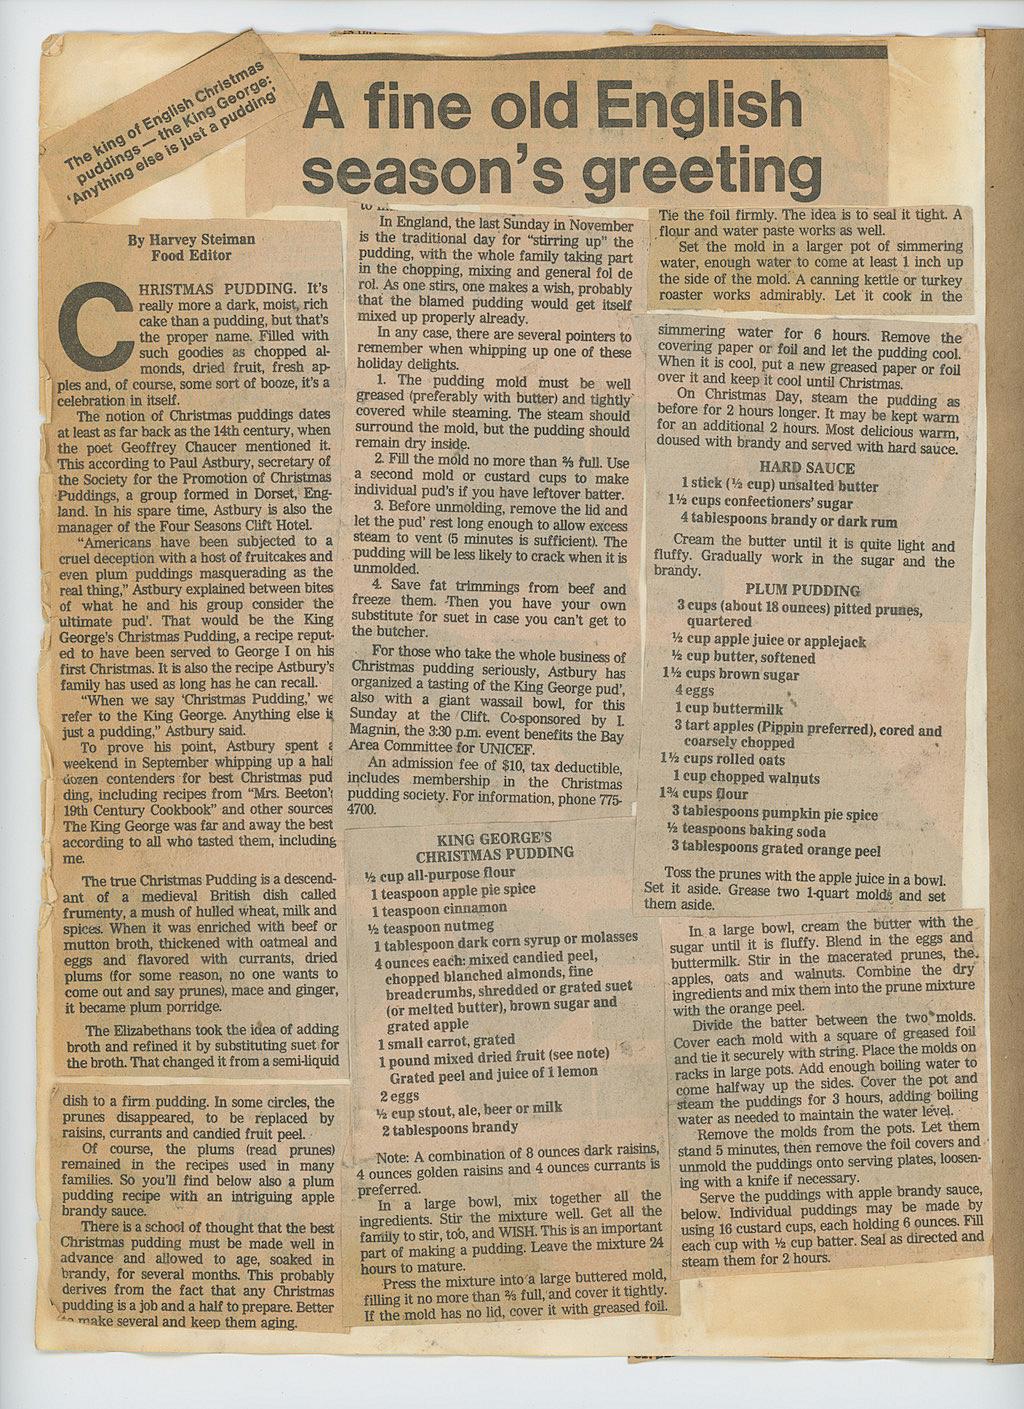 The king of English Christmas
puddings — the King George:
'Anything else is just a pudding'
A fine old English
season's greeting
By Harvey Steiman
Food Editor
CHRISTMAS PUDDING. It's
really more a dark, moist, rich
cake than a pudding, but that's
the proper name. Filled with
such goodies as chopped al-
monds, dried fruit, fresh ap-
ples and, of course, some sort of booze, it's a
celebration in itself.
The notion of Christmas puddings dates
at least as far back as the 14th century, when
the poet Geoffrey Chaucer mentioned it.
This according to Paul Astbury, secretary of
the Society for the Promotion of Christmas
Puddings, a group formed in Dorset, Eng-
land. In his spare time, Astbury is also the
manager of the Four Seasons Clift Hotel.
"Americans have been subjected to a
cruel deception with a host of fruitcakes and
even plum puddings masquerading as the
real thing," Astbury explained between bites
of what he and his group consider the
ultimate pud'. That would be the King
George's Christmas Pudding, a recipe reput-
ed to have been served to George I on his
first Christmas. It is also the recipe Astbury's
family has used as long has he can recall.
"When we say 'Christmas Pudding,' we
refer to the King George. Anything else is
just a pudding," Astbury said.
To prove his point, Astbury spent a
weekend in September whipping up a half
dozen contenders for best Christmas pud
ding, including recipes from "Mrs. Beeton's
19th Century Cookbook" and other sources
The King George was far and away the best
according to all who tasted them, including
me.
The true Christmas Pudding is a descend-
ant of a medieval British dish called
frumenty, a mush of hulled wheat, milk and
spices. When it was enriched with beef or
mutton broth, thickened with oatmeal and
eggs and flavored with currants, dried
plums (for some reason, no one wants to
come out and say prunes), mace and ginger,
it became plum porridge.
The Elizabethans took the idea of adding
broth and refined it by substituting suet for
the broth. That changed it from a semi-liquid
dish to a firm pudding. In some circles, the
prunes disappeared, to be replaced by
raisins, currants and candied fruit peel.
Of course, the plums (read prunes)
remained in the recipes used in many
families. So you'll find below also a plum
pudding recipe with an intriguing apple
brandy sauce.
There is a school of thought that the best
Christmas pudding must be made well in
advance and allowed to age, soaked in
brandy, for several months. This probably
derives from the fact that any Christmas
pudding is a job and a half to prepare. Better
to make several and keep them aging.
In England, the last Sunday in November
is the traditional day for "stirring up" the
pudding, with the whole family taking part
in the chopping, mixing and general fol de
rol. As one stirs, one makes a wish, probably
that the blamed pudding would get itself
mixed up properly already.
In any case, there are several pointers to
remember when whipping up one of these
holiday delights.
1. The pudding mold must be well
greased (preferably with butter) and tightly
covered while steaming. The steam should
surround the mold, but the pudding should
remain dry inside.
2. Fill the mold no more than ⅔ full. Use
a second mold or custard cups to make
individual pud's if you have leftover batter.
3. Before unmolding, remove the lid and
let the pud' rest long enough to allow excess
steam to vent (5 minutes is sufficient). The
pudding will be less likely to crack when it is
unmolded.
4. Save fat trimmings from beef and
freeze them. Then you have your own
substitute for suet in case you can't get to
the butcher.
For those who take the whole business of
Christmas pudding seriously, Astbury has
organized a tasting of the King George pud',
also with a giant wassail bowl, for this
Sunday at the Clift. Co-sponsored by I.
Magnin, the 3:30 p.m. event benefits the Bay
Area Committee for UNICEF.
An admission fee of $10, tax deductible,
includes membership in the Christmas
pudding society. For information, phone 775-
4700.
KING GEORGE'S
CHRISTMAS PUDDING
½ cup all-purpose flour
1 teaspoon apple pie spice
1 teaspoon cinnamon
½ teaspoon nutmeg
1 tablespoon dark corn syrup or molasses
4 ounces each: mixed candied peel,
chopped blanched almonds, fine
breadcrumbs, shredded or grated suet
(or melted butter), brown sugar and
grated apple
1 small carrot, grated
1 pound mixed dried fruit (see note)
Grated peel and juice of 1 lemon
2 eggs
½ cup stout, ale, beer or milk
2 tablespoons brandy
Note: A combination of 8 ounces dark raisins,
4 ounces golden raisins and 4 ounces currants is
preferred.
In a large bowl, mix together all the
ingredients. Stir the mixture well. Get all the
family to stir, too, and WISH. This is an important
part of making a pudding. Leave the mixture 24
hours to mature.
Press the mixture into a large buttered mold,
filling it no more than ⅔ full, and cover it tightly.
If the mold has no lid, cover it with greased foil.
Tie the foil firmly. The idea is to seal it tight. A
flour and water paste works as well.
Set the mold in a larger pot of simmering
water, enough water to come at least 1 inch up
the side of the mold. A canning kettle or turkey
roaster works admirably. Let it cook in the
simmering water for 6 hours. Remove the
covering paper or foil and let the pudding cool.
When it is cool, put a new greased paper or foil
over it and keep it cool until Christmas.
On Christmas Day, steam the pudding as
before for 2 hours longer. It may be kept warm
for an additional 2 hours. Most delicious warm,
doused with brandy and served with hard sauce.
HARD SAUCE
1 stick (½ cup) unsalted butter
1½ cups confectioners' sugar
4 tablespoons brandy or dark rum
Cream the butter until it is quite light and
fluffy. Gradually work in the sugar and the
brandy.
PLUM PUDDING
3 cups (about 18 ounces) pitted prunes,
quartered
½ cup apple juice or applejack
½ cup butter, softened
1½ cups brown sugar
4 eggs
1 cup buttermilk
3 tart apples (Pippin preferred), cored and
coarsely chopped
1½ cups rolled oats
1 cup chopped walnuts
1¾ cups flour
3 tablespoons pumpkin pie spice
½ teaspoons baking soda
3 tablespoons grated orange peel
Toss the prunes with the apple juice in a bowl.
Set it aside. Grease two 1-quart molds and set
them aside.
In a large bowl, cream the butter with the
sugar until it is fluffy. Blend in the eggs and
buttermilk. Stir in the macerated prunes, the
apples, oats and walnuts. Combine the dry
ingredients and mix them into the prune mixture
with the orange peel.
Divide the batter between the two molds.
Cover each mold with a square of greased foil
and tie it securely with string. Place the molds on
racks in large pots. Add enough boiling water to
come halfway up the sides. Cover the pot and
steam the puddings for 3 hours, adding boiling
water as needed to maintain the water level.
Remove the molds from the pots. Let them
stand 5 minutes, then remove the foil covers and
unmold the puddings onto serving plates, loosen-
ing with a knife if necessary.
Serve the puddings with apple brandy sauce,
below. Individual puddings may be made by
using 16 custard cups, each holding 6 ounces. Fill
each cup with ½ cup batter. Seal as directed and
steam them for 2 hours.